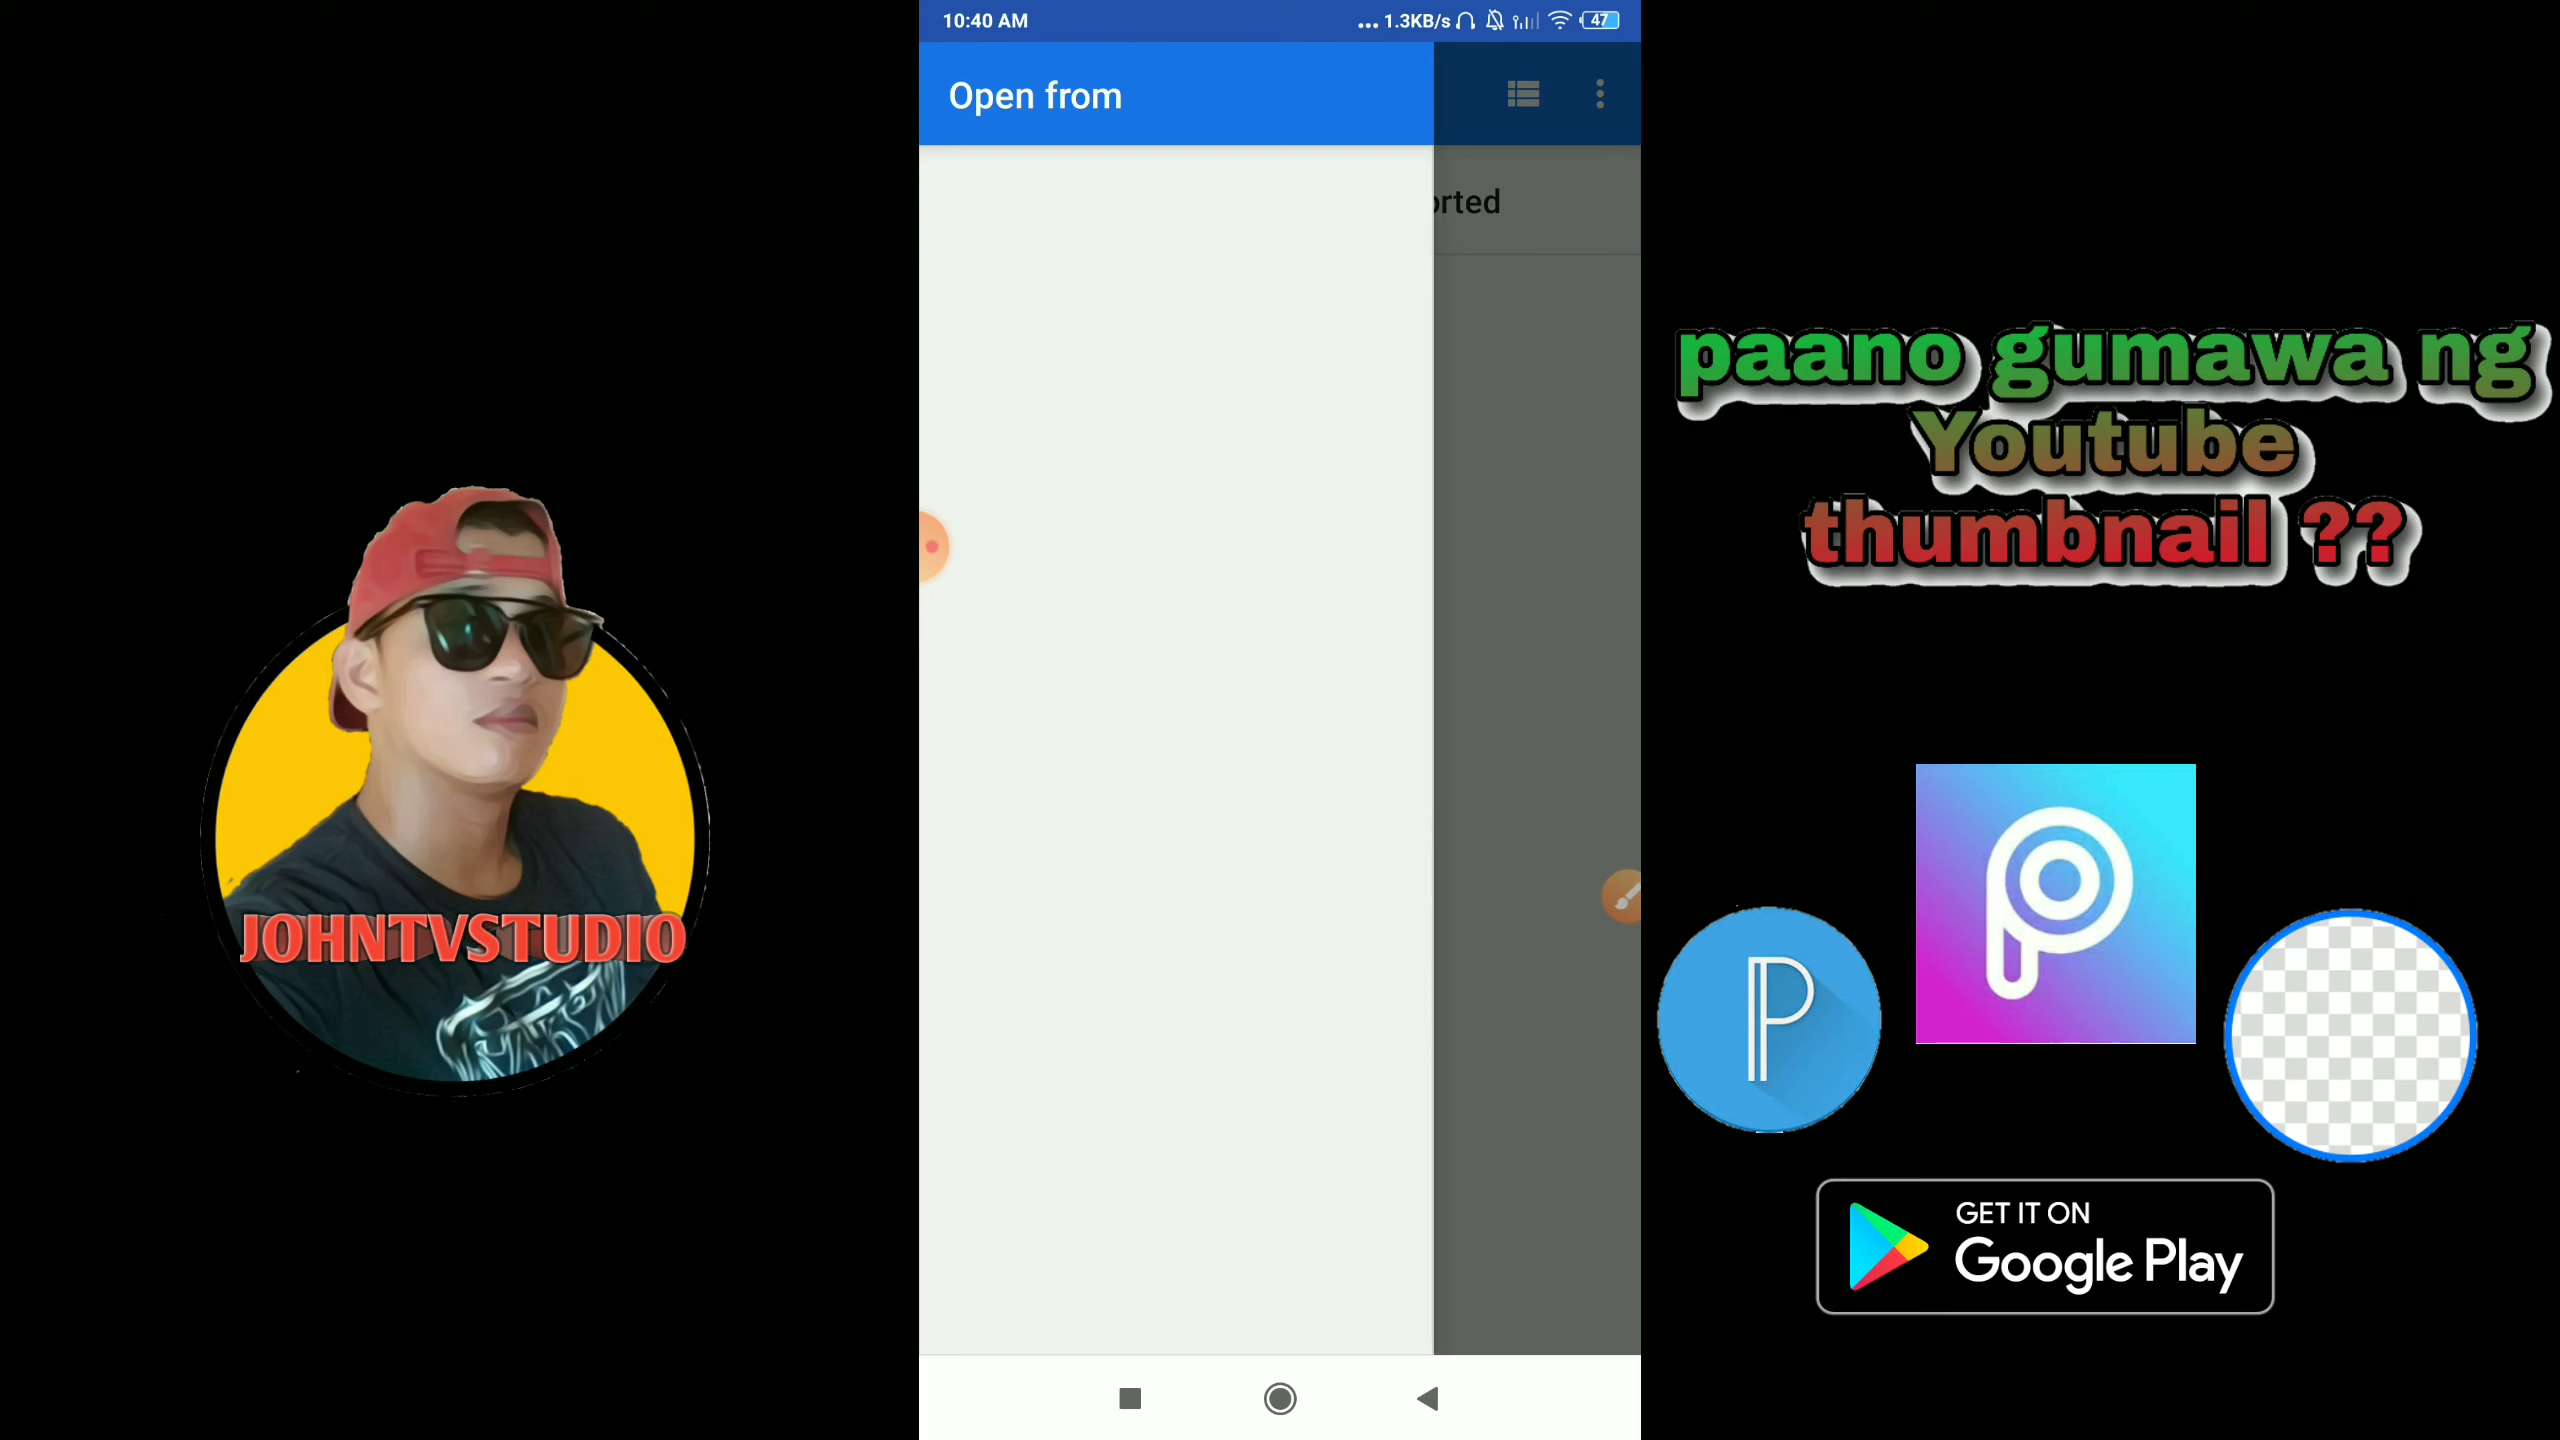 10:40 AM
... 1.3KB/s
47
Open from
orted
paano gumawa ng
Youtube
thumbnail ??
JOHNTVSTUDIO
GET IT ON
Google Play